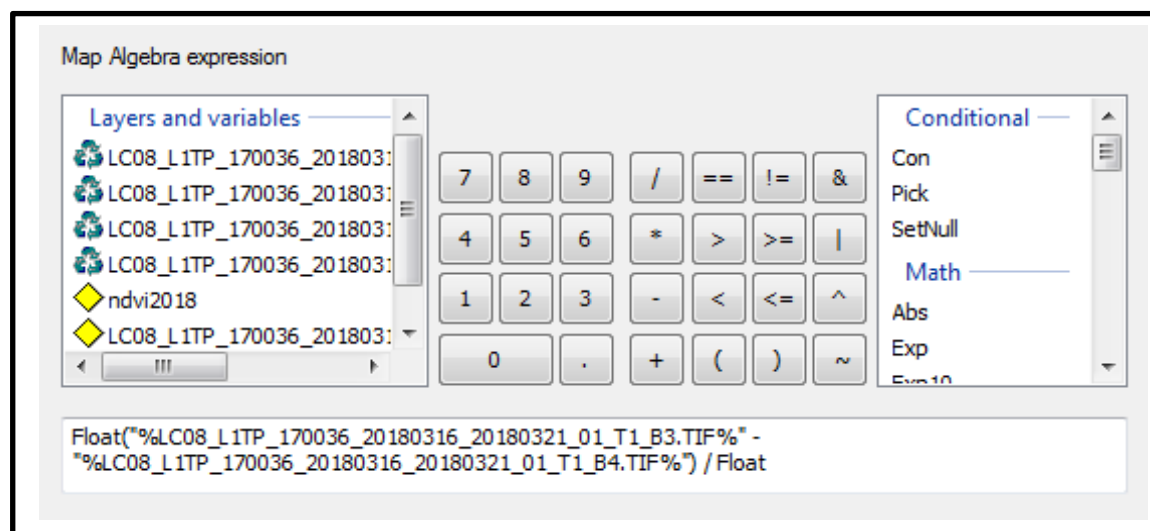 Map Algebra expression
Layers and variables
LC08_L1TP_170036_201803
LC08_L1TP_170036_201803
LC08_L1TP_170036_201803
LC08_L1TP_170036_201803
ndvi2018
LC08_L1TP_170036_201803
7 8 9 / == != &
4 5 6 * > >= |
1 2 3 - < <= ^
0 . + ( ) ~
Conditional
Con
Pick
SetNull
Math
Abs
Exp
Exp10
Float("%LC08_L1TP_170036_20180316_20180321_01_T1_B3.TIF%" -
"%LC08_L1TP_170036_20180316_20180321_01_T1_B4.TIF%") / Float